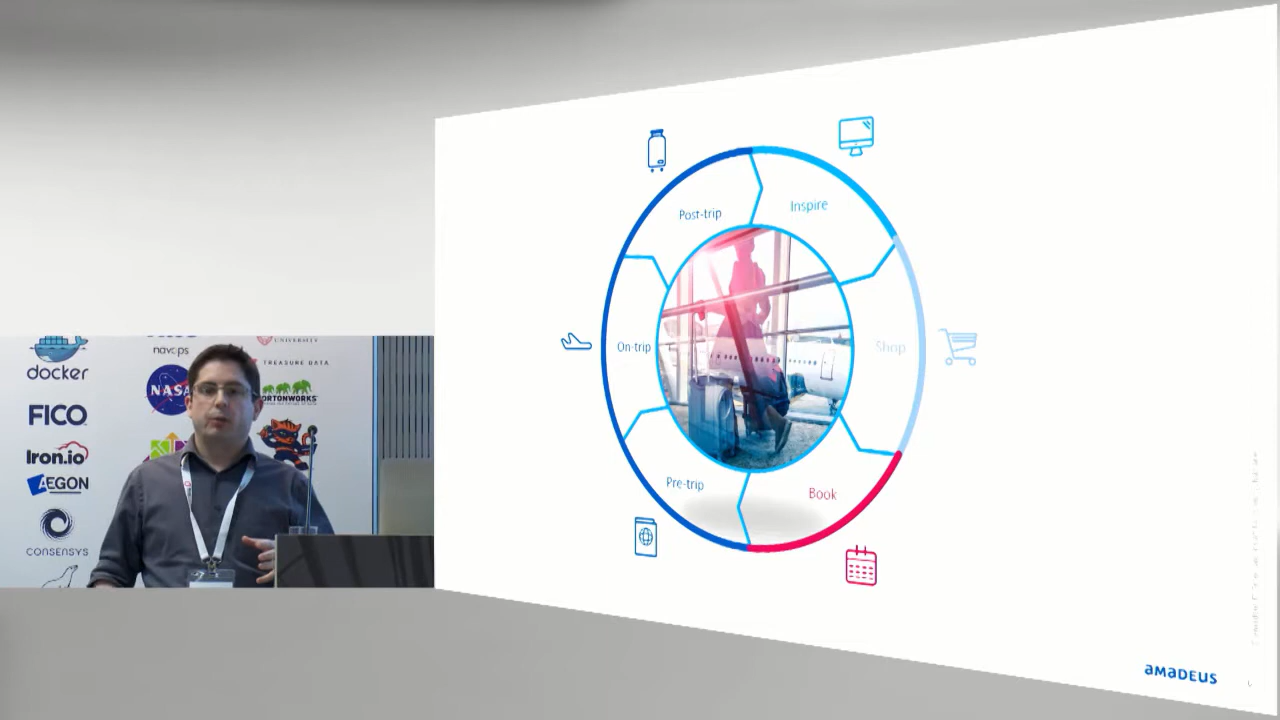 docker
FICO
Iron.io
AEGON
CONSENSYS
navops
NASA
UNIVERSITY
TREASURE DATA
HORTONWORKS
Post-trip
Inspire
On-trip
Shop
Pre-trip
Book
aMaDEUS